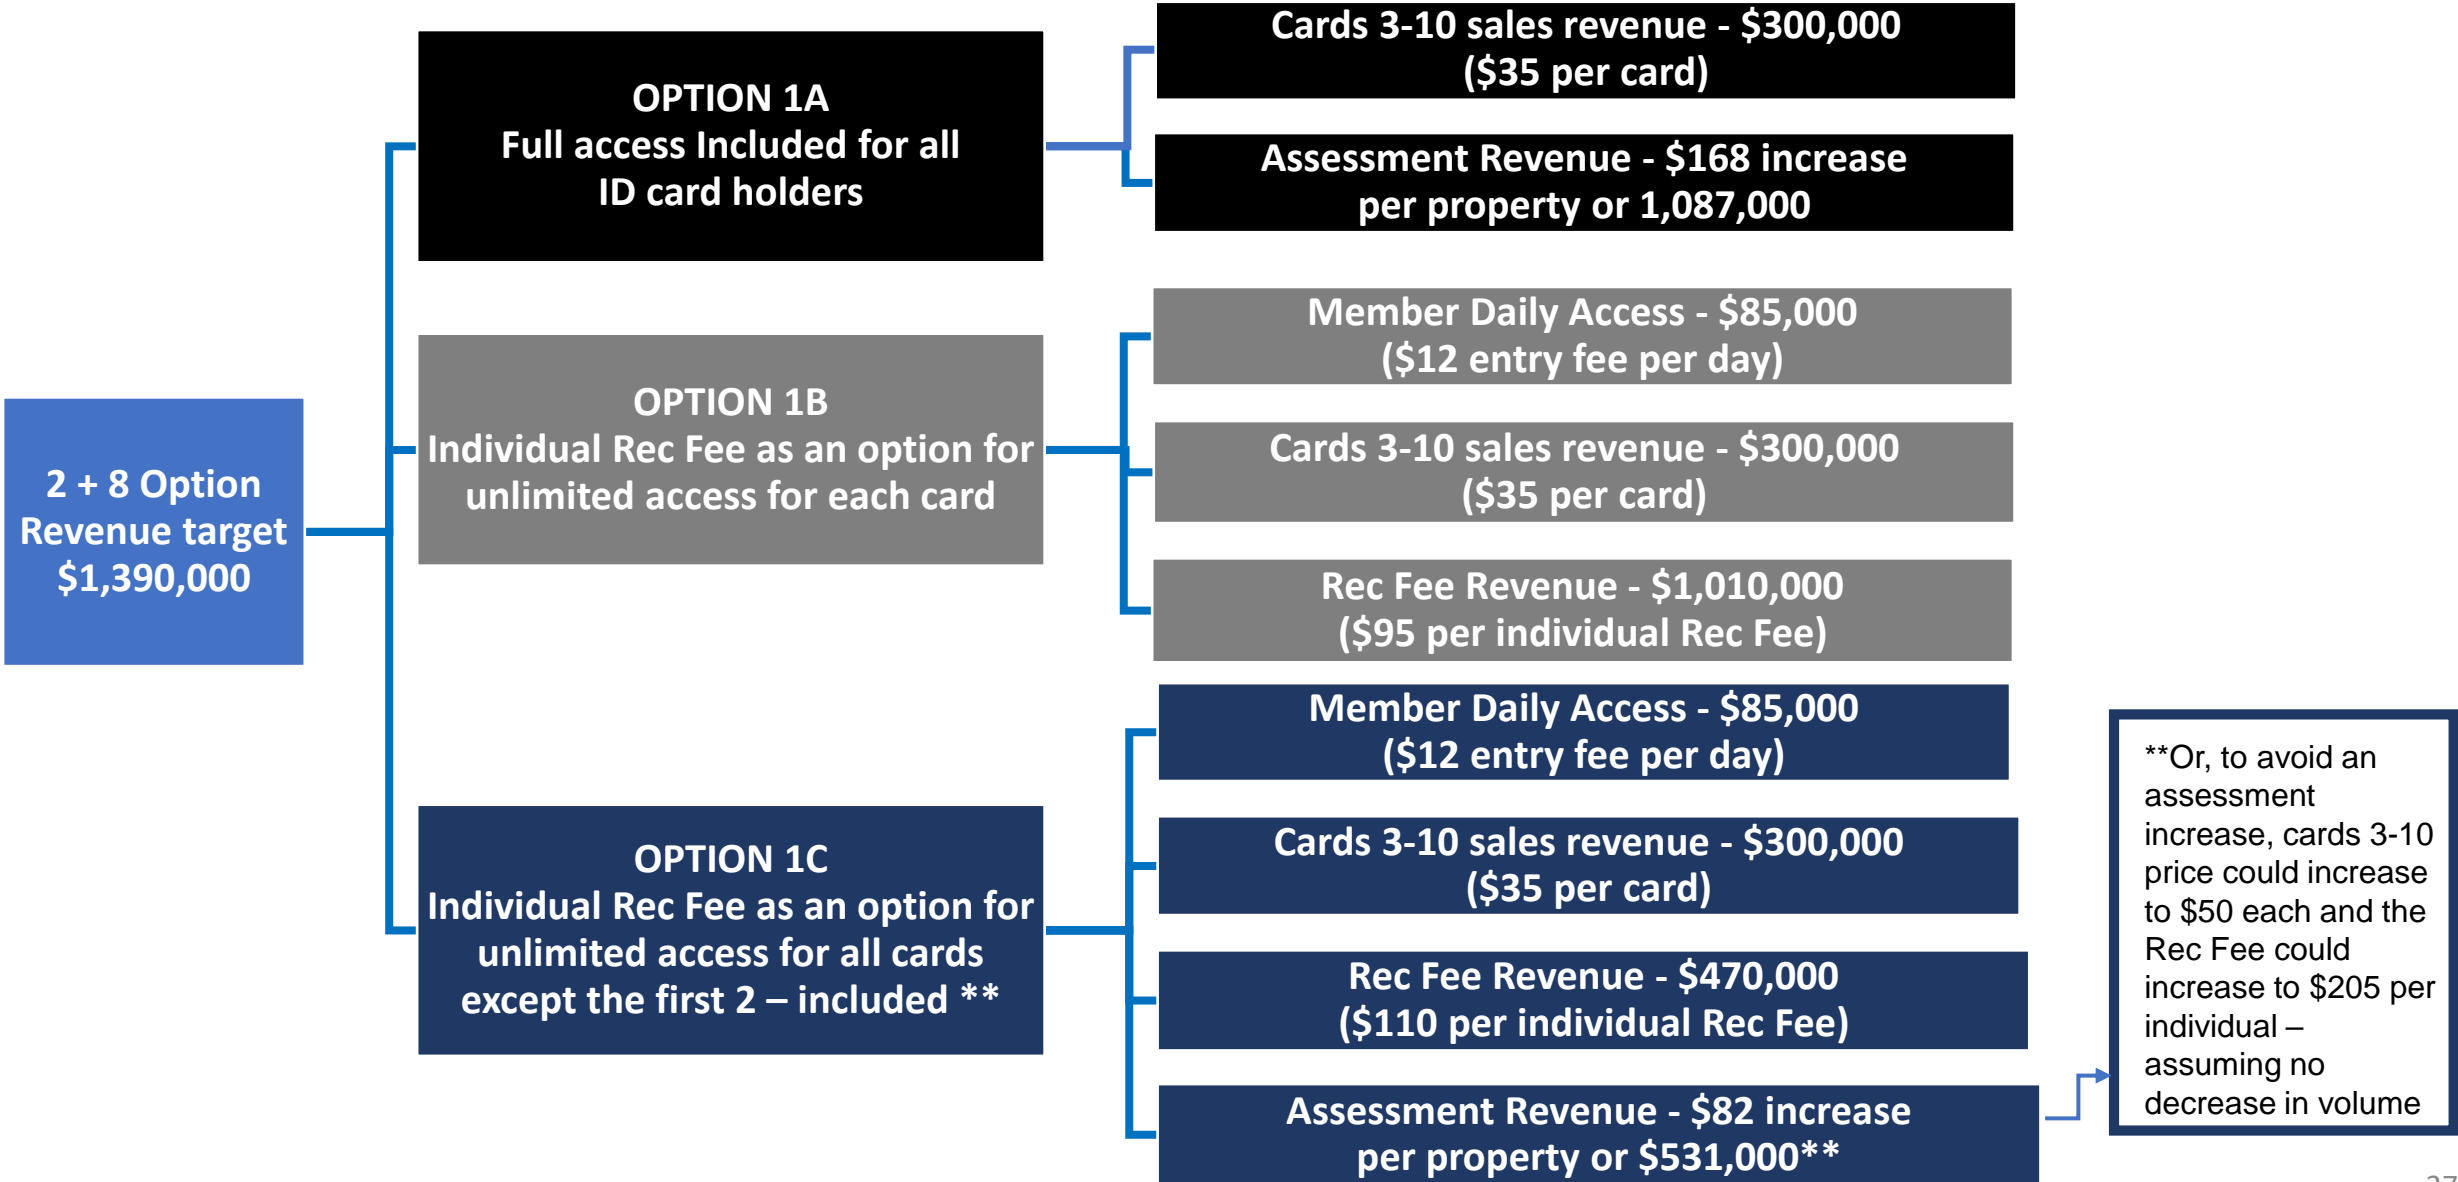 2 + 8 Option
Revenue target
$1,390,000
OPTION 1A
Full access Included for all
ID card holders
Cards 3-10 sales revenue - $300,000
($35 per card)
Assessment Revenue - $168 increase
per property or 1,087,000
OPTION 1B
Individual Rec Fee as an option for
unlimited access for each card
Member Daily Access - $85,000
($12 entry fee per day)
Cards 3-10 sales revenue - $300,000
($35 per card)
Rec Fee Revenue - $1,010,000
($95 per individual Rec Fee)
OPTION 1C
Individual Rec Fee as an option for
unlimited access for all cards
except the first 2 – included **
Member Daily Access - $85,000
($12 entry fee per day)
Cards 3-10 sales revenue - $300,000
($35 per card)
Rec Fee Revenue - $470,000
($110 per individual Rec Fee)
Assessment Revenue - $82 increase
per property or $531,000**
**Or, to avoid an
assessment
increase, cards 3-10
price could increase
to $50 each and the
Rec Fee could
increase to $205 per
individual –
assuming no
decrease in volume